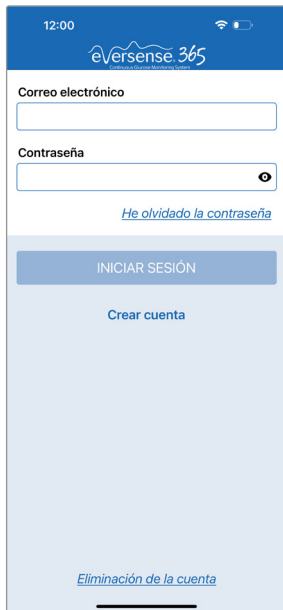 12:00
eversense 365
Continuous Glucose Monitoring System
Correo electrónico
Contraseña
He olvidado la contraseña
INICIAR SESIÓN
Crear cuenta
Eliminación de la cuenta